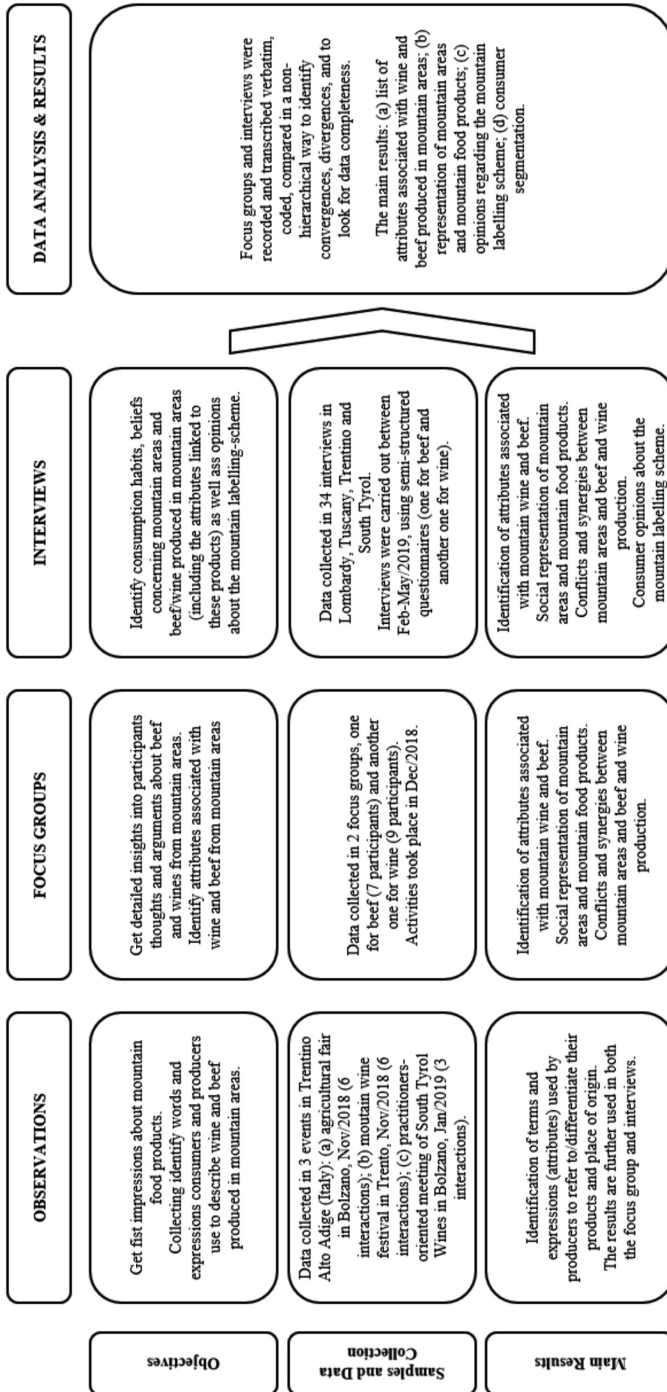 OBSERVATIONS
FOCUS GROUPS
INTERVIEWS
DATA ANALYSIS & RESULTS
Objectives
Get fist impressions about mountain
food products.
Collecting identify words and
expressions consumers and producers
use to describe wine and beef
produced in mountain areas.
Get detailed insights into participants
thoughts and arguments about beef
and wines from mountain areas.
Identify attributes associated with
wine and beef from mountain areas
Identify consumption habits, beliefs
concerning mountain areas and
beef/wine produced in mountain areas
(including the attributes linked to
these products) as well ass opinions
about the mountain labelling-scheme.
Samples and Data
Collection
Data collected in 3 events in Trentino
Alto Adige (Italy): (a) agricultural fair
in Bolzano, Nov/2018 (6
interactions); (b) moutain wine
festival in Trento, Nov/2018 (6
interactions); (c) practitioners-
oriented meeting of South Tyrol
Wines in Bolzano, Jan/2019 (3
interactions).
Data collected in 2 focus groups, one
for beef (7 participants) and another
one for wine (9 participants).
Activities took place in Dec/2018.
Data collected in 34 interviews in
Lombardy, Tuscany, Trentino and
South Tyrol.
Interviews were carried out between
Feb-May/2019, using semi-structured
questionnaires (one for beef and
another one for wine).
Main Results
Identification of terms and
expressions (attributes) used by
producers to refer to/differentiate their
products and place of origin.
The results are further used in both
the focus group and interviews.
Identification of attributes associated
with mountain wine and beef.
Social representation of mountain
areas and mountain food products.
Conflicts and synergies between
mountain areas and beef and wine
production.
Identification of attributes associated
with mountain wine and beef.
Social representation of mountain
areas and mountain food products.
Conflicts and synergies between
mountain areas and beef and wine
production.
Consumer opinions about the
mountain labelling scheme.
Focus groups and interviews were
recorded and transcribed verbatim,
coded, compared in a non-
hierarchical way to identify
convergences, divergences, and to
look for data completeness.
The main results: (a) list of
attributes associated with wine and
beef produced in mountain areas; (b)
representation of mountain areas
and mountain food products; (c)
opinions regarding the mountain
labelling scheme; (d) consumer
segmentation.